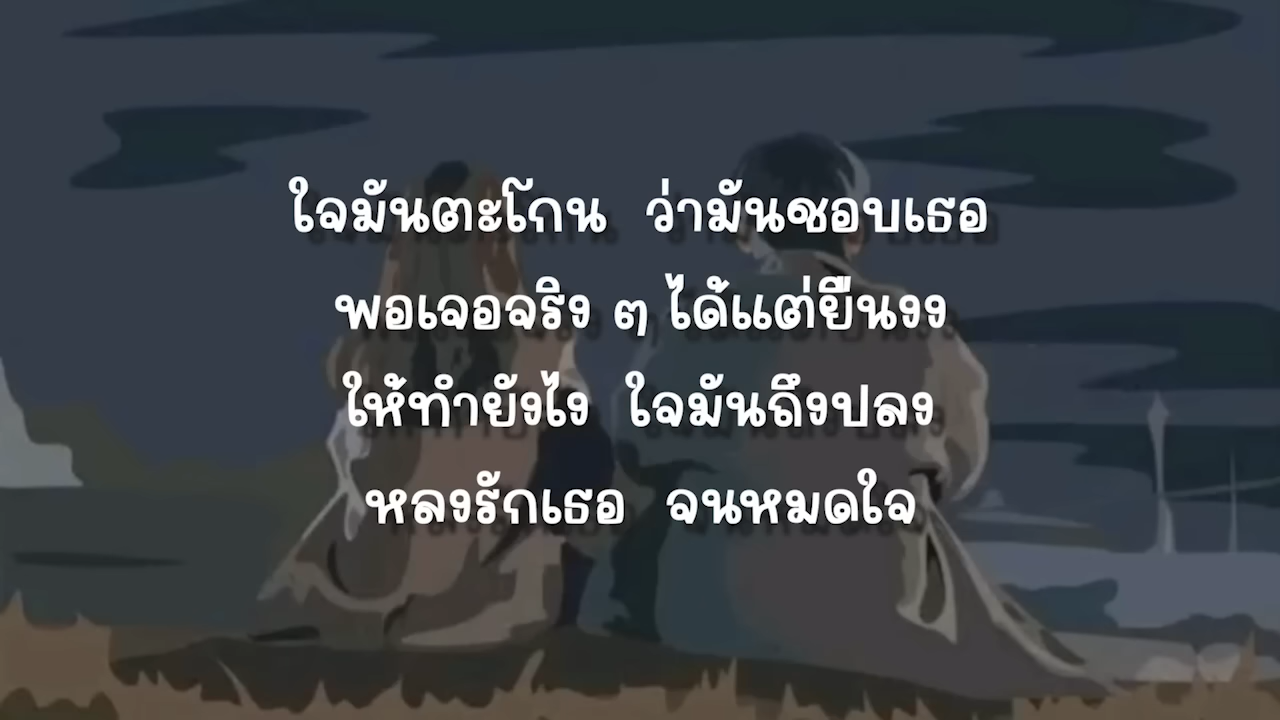 ใจมันตะโกน ว่ามันชอบเธอ
พอเจอจริง ๆ ได้แต่ยืนงง
ให้ทำยังไง ใจมันถึงปลง
หลงรักเธอ จนหมดใจ